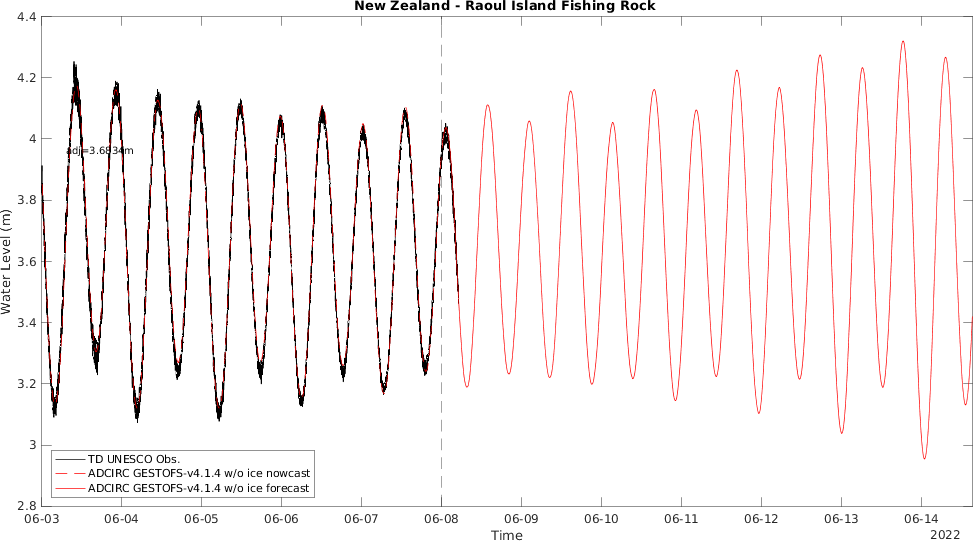 New Zealand - Raoul Island Fishing Rock
4.4
4.2
4
3.8
3.6
3.4
3.2
3
2.8
Water Level (m)
adj=3.6834m
TD UNESCO Obs.
ADCIRC GESTOFS-v4.1.4 w/o ice nowcast
ADCIRC GESTOFS-v4.1.4 w/o ice forecast
06-03 06-04 06-05 06-06 06-07 06-08 06-09 06-10 06-11 06-12 06-13 06-14
Time
2022